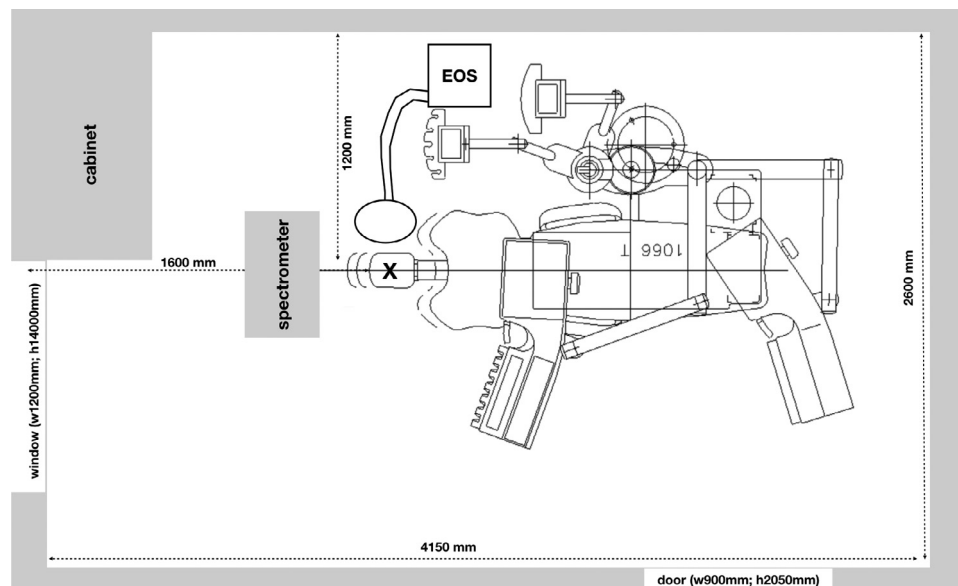 EOS
cabinet
1200 mm
1066 T
1600 mm
X
spectrometer
2600 mm
window (w1200mm; h14000mm)
4150 mm
door (w900mm; h2050mm)